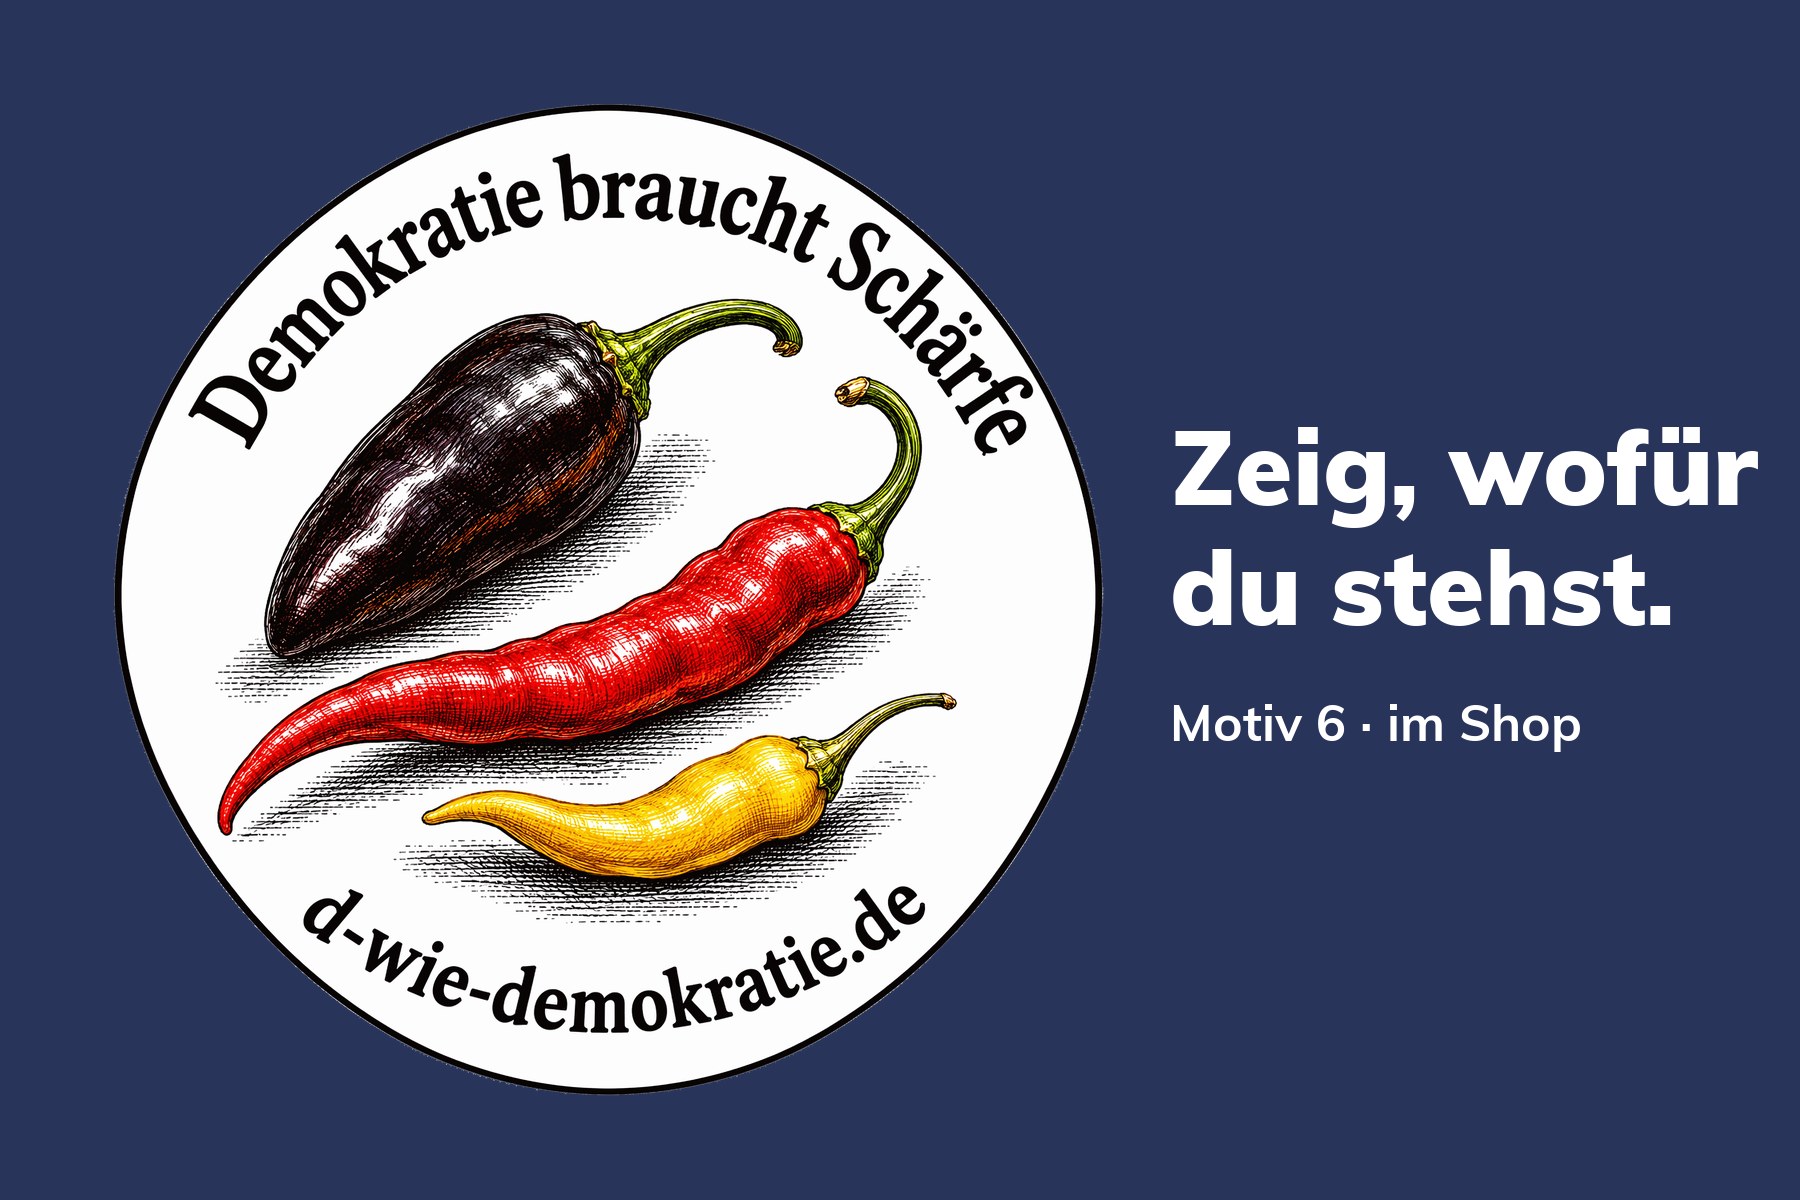 Demokratie braucht Schärfe
d-wie-demokratie.de
Zeig, wofür
du stehst.
Motiv 6 · im Shop